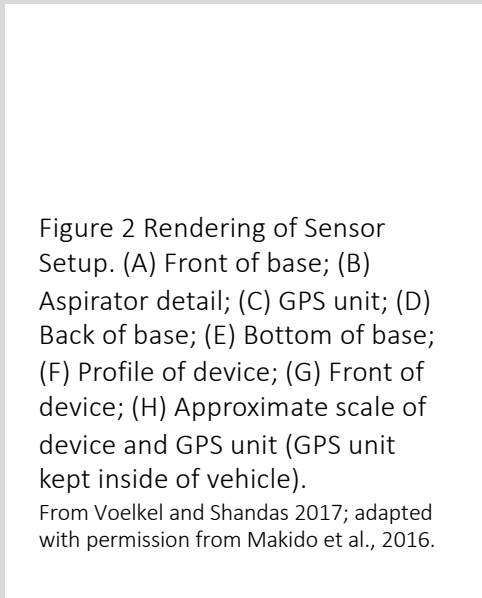 Figure 2 Rendering of Sensor
Setup. (A) Front of base; (B)
Aspirator detail; (C) GPS unit; (D)
Back of base; (E) Bottom of base;
(F) Profile of device; (G) Front of
device; (H) Approximate scale of
device and GPS unit (GPS unit
kept inside of vehicle).
From Voelkel and Shandas 2017; adapted
with permission from Makido et al., 2016.